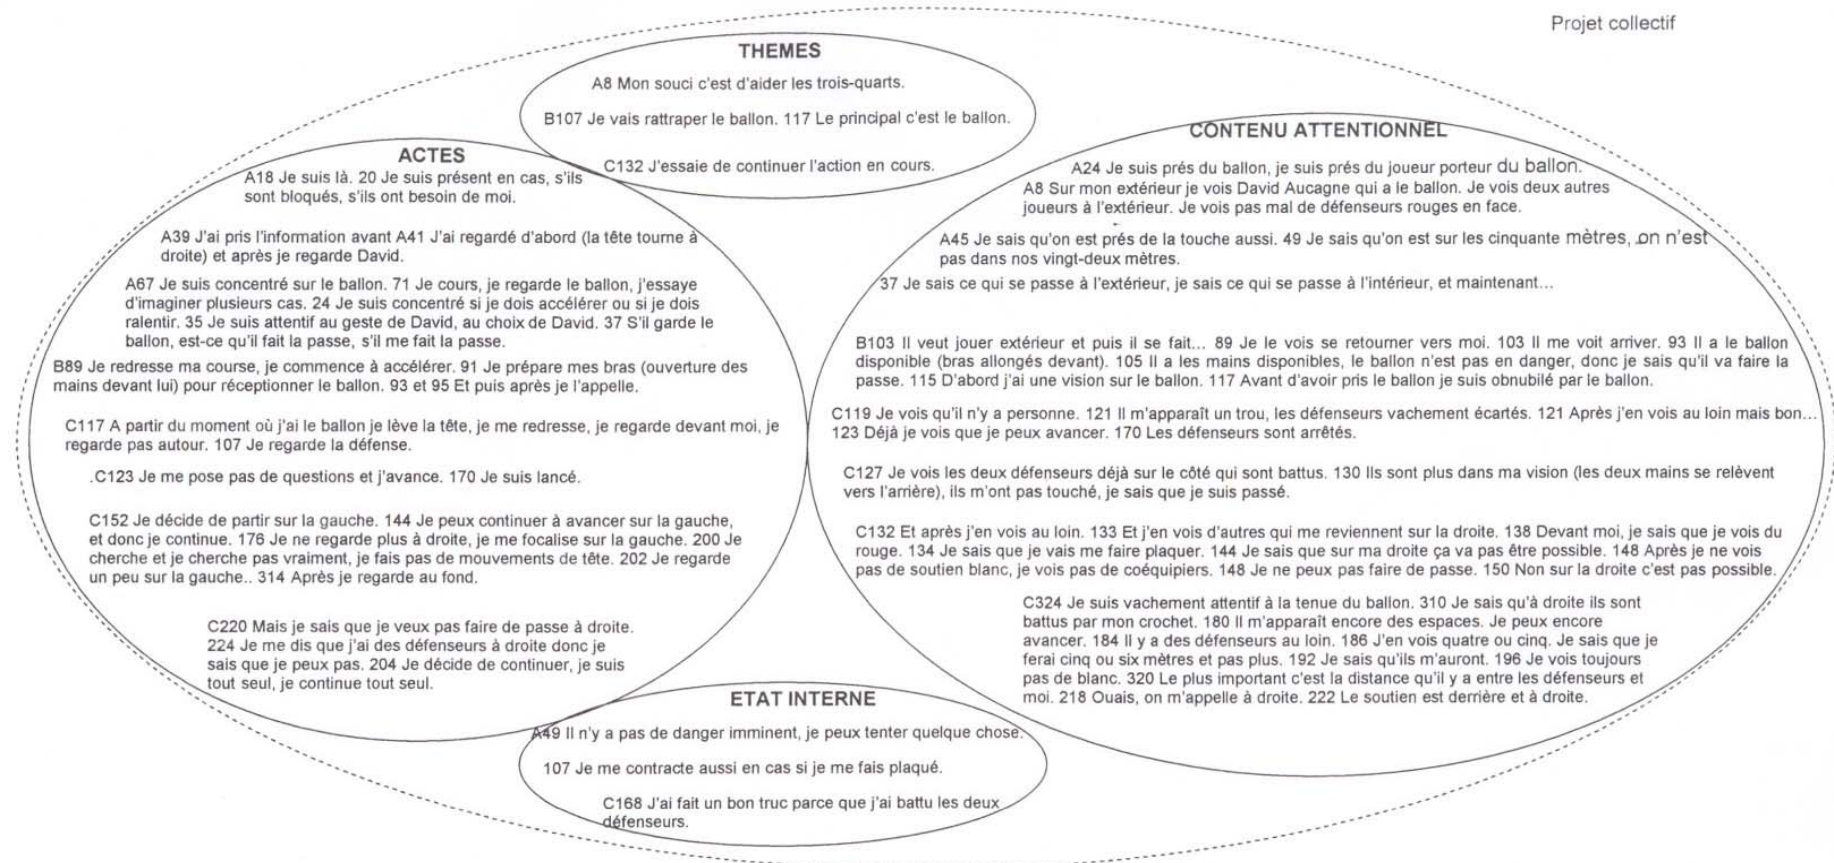 Projet collectif
THEMES
A8 Mon souci c'est d'aider les trois-quarts.
B107 Je vais rattraper le ballon. 117 Le principal c'est le ballon.
C132 J'essaie de continuer l'action en cours.
ACTES
A18 Je suis là. 20 Je suis présent en cas, s'ils
sont bloqués, s'ils ont besoin de moi.
A39 J'ai pris l'information avant A41 J'ai regardé d'abord (la tête tourne à
droite) et après je regarde David.
A67 Je suis concentré sur le ballon. 71 Je cours, je regarde le ballon, j'essaye
d'imaginer plusieurs cas. 24 Je suis concentré si je dois accélérer ou si je dois
ralentir. 35 Je suis attentif au geste de David, au choix de David. 37 S'il garde le
ballon, est-ce qu'il fait la passe, s'il me fait la passe.
B89 Je redresse ma course, je commence à accélérer. 91 Je prépare mes bras (ouverture des
mains devant lui) pour réceptionner le ballon. 93 et 95 Et puis après je l'appelle.
C117 A partir du moment où j'ai le ballon je lève la tête, je me redresse, je regarde devant moi, je
regarde pas autour. 107 Je regarde la défense.
.C123 Je me pose pas de questions et j'avance. 170 Je suis lancé.
C152 Je décide de partir sur la gauche. 144 Je peux continuer à avancer sur la gauche,
et donc je continue. 176 Je ne regarde plus à droite, je me focalise sur la gauche. 200 Je
cherche et je cherche pas vraiment, je fais pas de mouvements de tête. 202 Je regarde
un peu sur la gauche.. 314 Après je regarde au fond.
C220 Mais je sais que je veux pas faire de passe à droite.
224 Je me dis que j'ai des défenseurs à droite donc je
sais que je peux pas. 204 Je décide de continuer, je suis
tout seul, je continue tout seul.
CONTENU ATTENTIONNEL
A24 Je suis prés du ballon, je suis prés du joueur porteur du ballon.
A8 Sur mon extérieur je vois David Aucagne qui a le ballon. Je vois deux autres
joueurs à l'extérieur. Je vois pas mal de défenseurs rouges en face.
A45 Je sais qu'on est prés de la touche aussi. 49 Je sais qu'on est sur les cinquante mètres, on n'est
pas dans nos vingt-deux mètres.
37 Je sais ce qui se passe à l'extérieur, je sais ce qui se passe à l'intérieur, et maintenant...
B103 Il veut jouer extérieur et puis il se fait... 89 Je le vois se retourner vers moi. 103 Il me voit arriver. 93 Il a le ballon
disponible (bras allongés devant). 105 Il a les mains disponibles, le ballon n'est pas en danger, donc je sais qu'il va faire la
passe. 115 D'abord j'ai une vision sur le ballon. 117 Avant d'avoir pris le ballon je suis obnubilé par le ballon.
C119 Je vois qu'il n'y a personne. 121 Il m'apparaît un trou, les défenseurs vachement écartés. 121 Après j'en vois au loin mais bon...
123 Déjà je vois que je peux avancer. 170 Les défenseurs sont arrêtés.
C127 Je vois les deux défenseurs déjà sur le côté qui sont battus. 130 Ils sont plus dans ma vision (les deux mains se relèvent
vers l'arrière), ils m'ont pas touché, je sais que je suis passé.
C132 Et après j'en vois au loin. 133 Et j'en vois d'autres qui me reviennent sur la droite. 138 Devant moi, je sais que je vois du
rouge. 134 Je sais que je vais me faire plaquer. 144 Je sais que sur ma droite ça va pas être possible. 148 Après je ne vois
pas de soutien blanc, je vois pas de coéquipiers. 148 Je ne peux pas faire de passe. 150 Non sur la droite c'est pas possible.
C324 Je suis vachement attentif à la tenue du ballon. 310 Je sais qu'à droite ils sont
battus par mon crochet. 180 Il m'apparaît encore des espaces. Je peux encore
avancer. 184 Il y a des défenseurs au loin. 186 J'en vois quatre ou cinq. Je sais que je
ferai cinq ou six mètres et pas plus. 192 Je sais qu'ils m'auront. 196 Je vois toujours
pas de blanc. 320 Le plus important c'est la distance qu'il y a entre les défenseurs et
moi. 218 Ouais, on m'appelle à droite. 222 Le soutien est derrière et à droite.
ETAT INTERNE
A49 Il n'y a pas de danger imminent, je peux tenter quelque chose.
107 Je me contracte aussi en cas si je me fais plaqué.
C168 J'ai fait un bon truc parce que j'ai battu les deux
défenseurs.